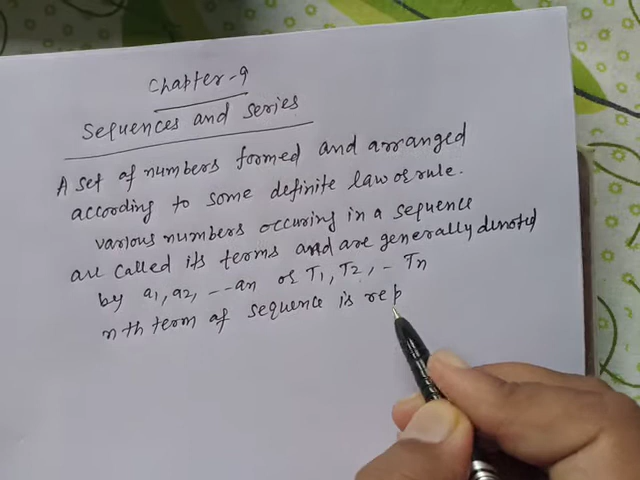 Chapter-9
Sequences and series
A set of numbers formed and arranged
according to some definite law or rule.
various numbers occuring in a sequence
are called its terms and are generally denoted
by a1, a2, ---an or T1, T2, - Tn
nth term of sequence is rep